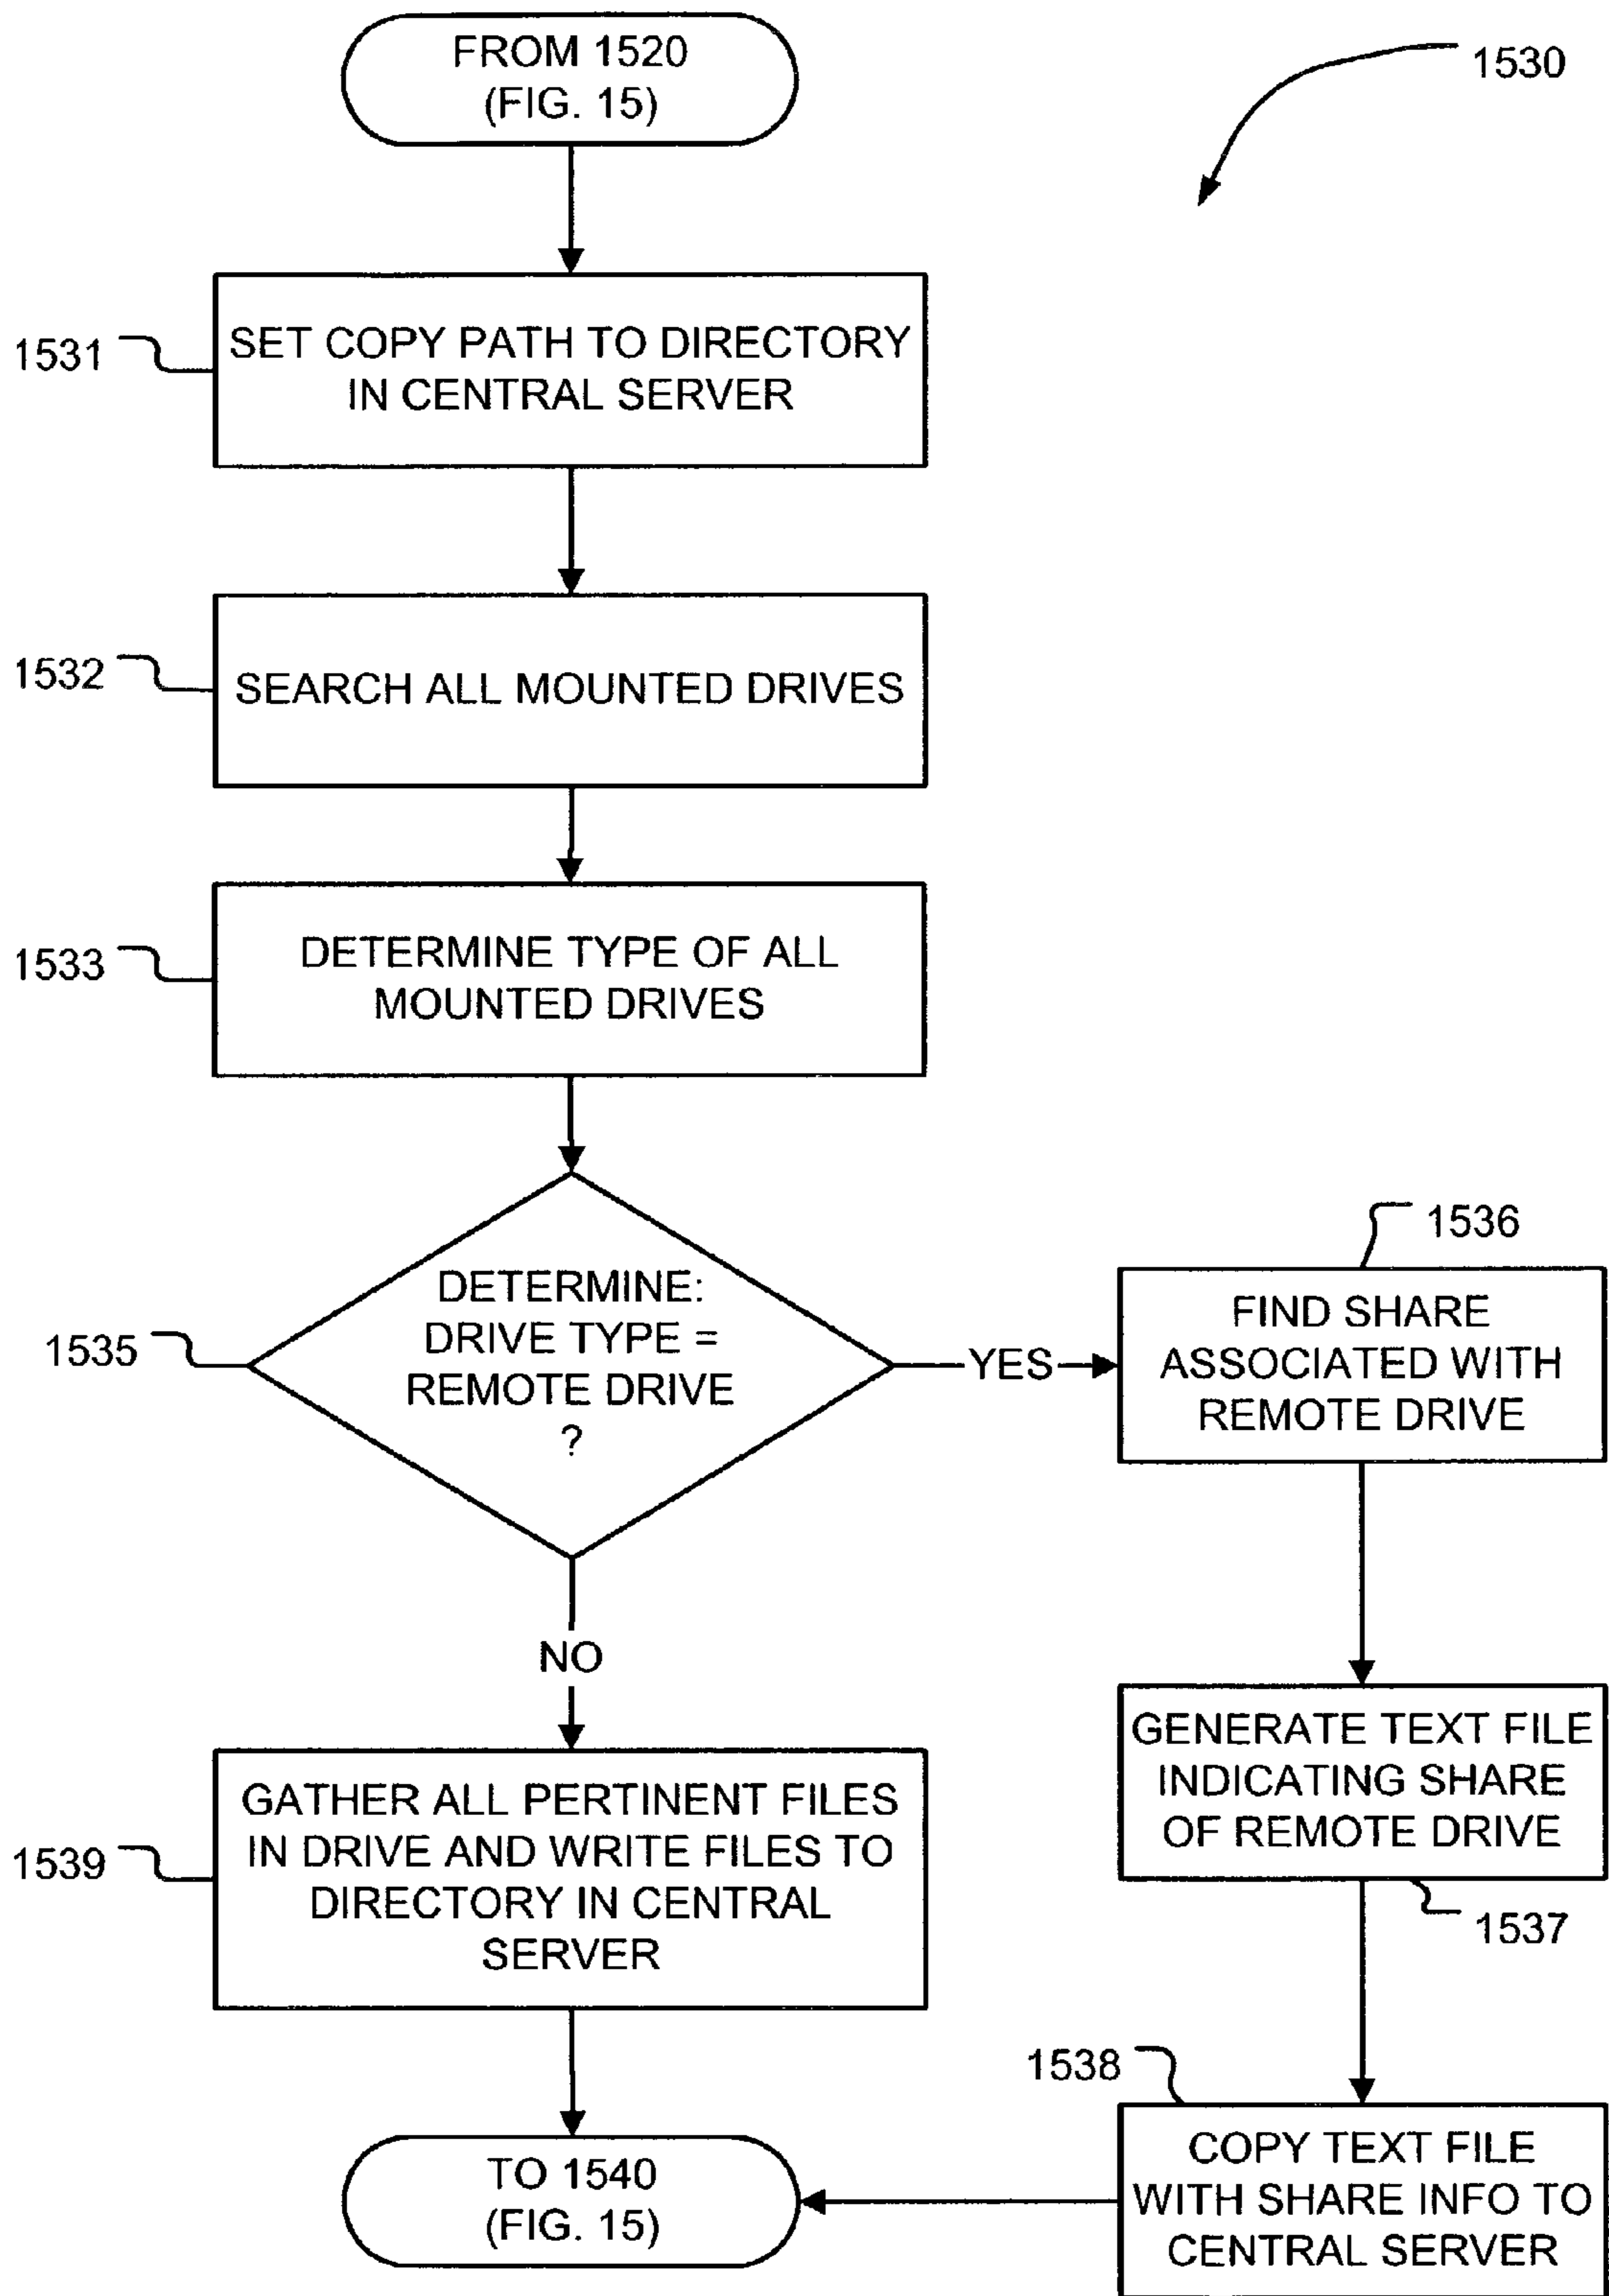 FROM 1520
(FIG. 15)
1530
1531
SET COPY PATH TO DIRECTORY
IN CENTRAL SERVER
1532
SEARCH ALL MOUNTED DRIVES
1533
DETERMINE TYPE OF ALL
MOUNTED DRIVES
1535
DETERMINE:
DRIVE TYPE =
REMOTE DRIVE
?
YES
1536
FIND SHARE
ASSOCIATED WITH
REMOTE DRIVE
NO
GENERATE TEXT FILE
INDICATING SHARE
OF REMOTE DRIVE
1537
1539
GATHER ALL PERTINENT FILES
IN DRIVE AND WRITE FILES TO
DIRECTORY IN CENTRAL
SERVER
1538
COPY TEXT FILE
WITH SHARE INFO TO
CENTRAL SERVER
TO 1540
(FIG. 15)